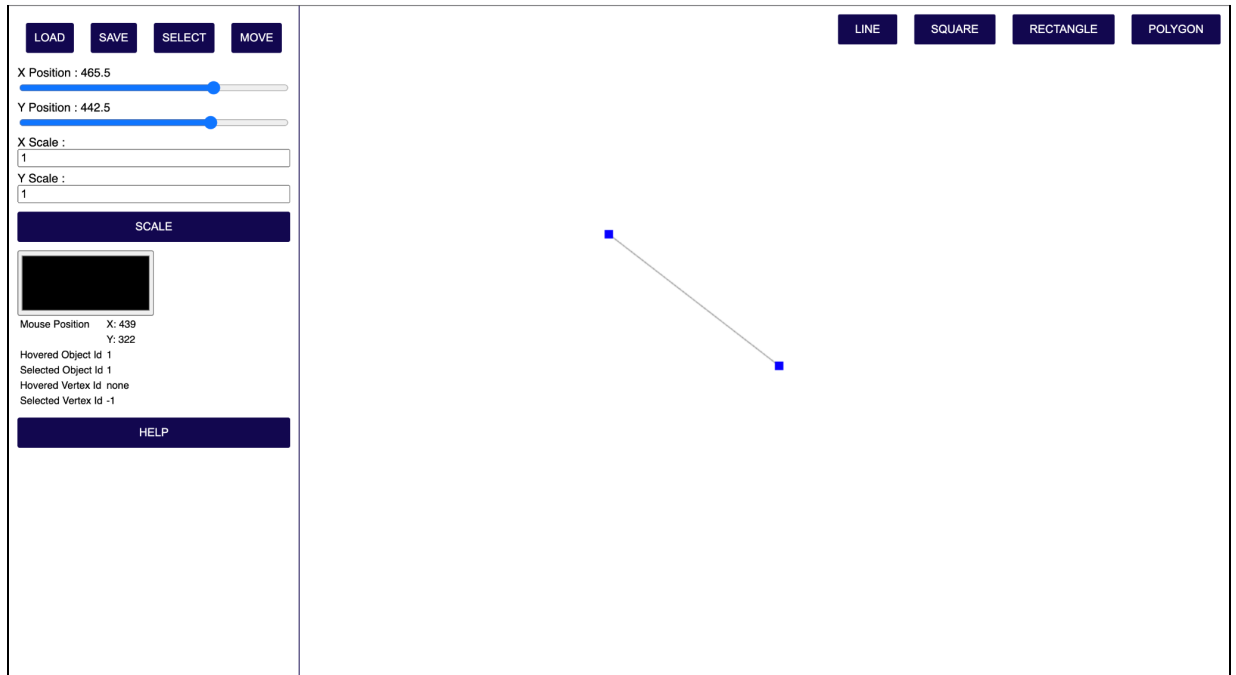 LOAD SAVE SELECT MOVE
LINE SQUARE RECTANGLE POLYGON
X Position : 465.5
Y Position : 442.5
X Scale :
1
Y Scale :
1
SCALE
Mouse Position X: 439
Y: 322
Hovered Object Id 1
Selected Object Id 1
Hovered Vertex Id none
Selected Vertex Id -1
HELP